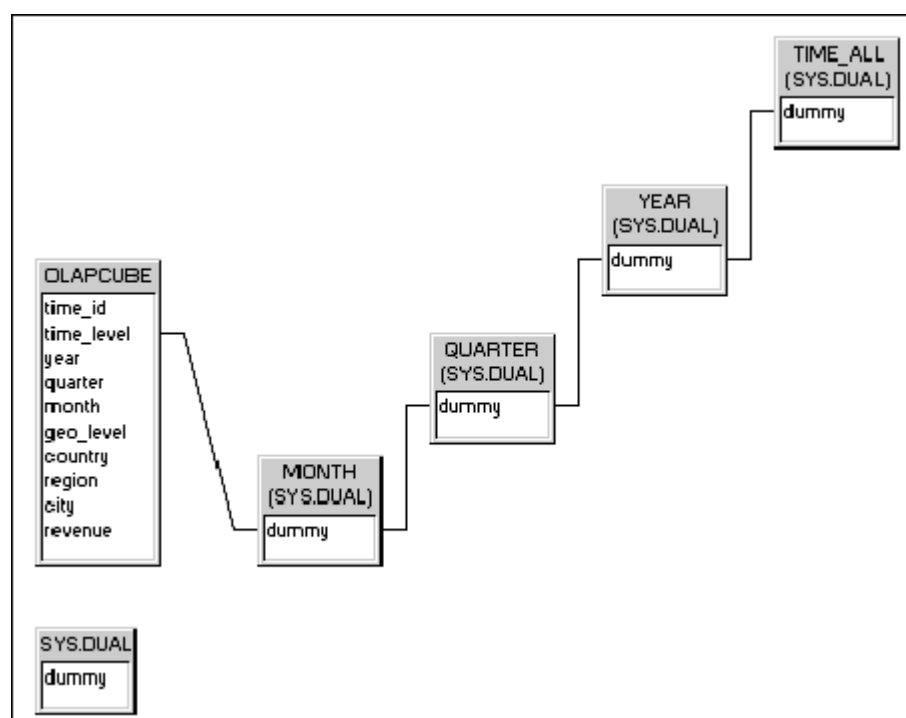 TIME_ALL
(SYS.DUAL)
dummy
YEAR
(SYS.DUAL)
dummy
OLAPCUBE
time_id
time_level
year
quarter
month
geo_level
country
region
city
revenue
QUARTER
(SYS.DUAL)
dummy
MONTH
(SYS.DUAL)
dummy
SYS.DUAL
dummy